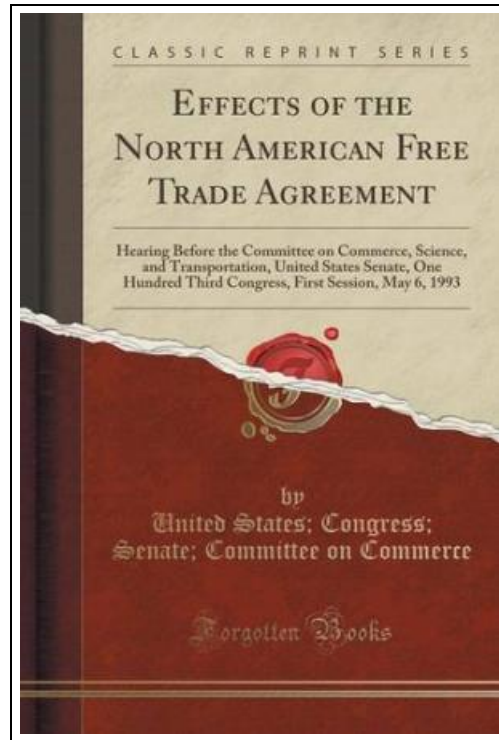 CLASSIC REPRINT SERIES
EFFECTS OF THE
NORTH AMERICAN FREE
TRADE AGREEMENT
Hearing Before the Committee on Commerce, Science,
and Transportation, United States Senate, One
Hundred Third Congress, First Session, May 6, 1993
by
United States; Congress;
Senate; Committee on Commerce
Forgotten Books